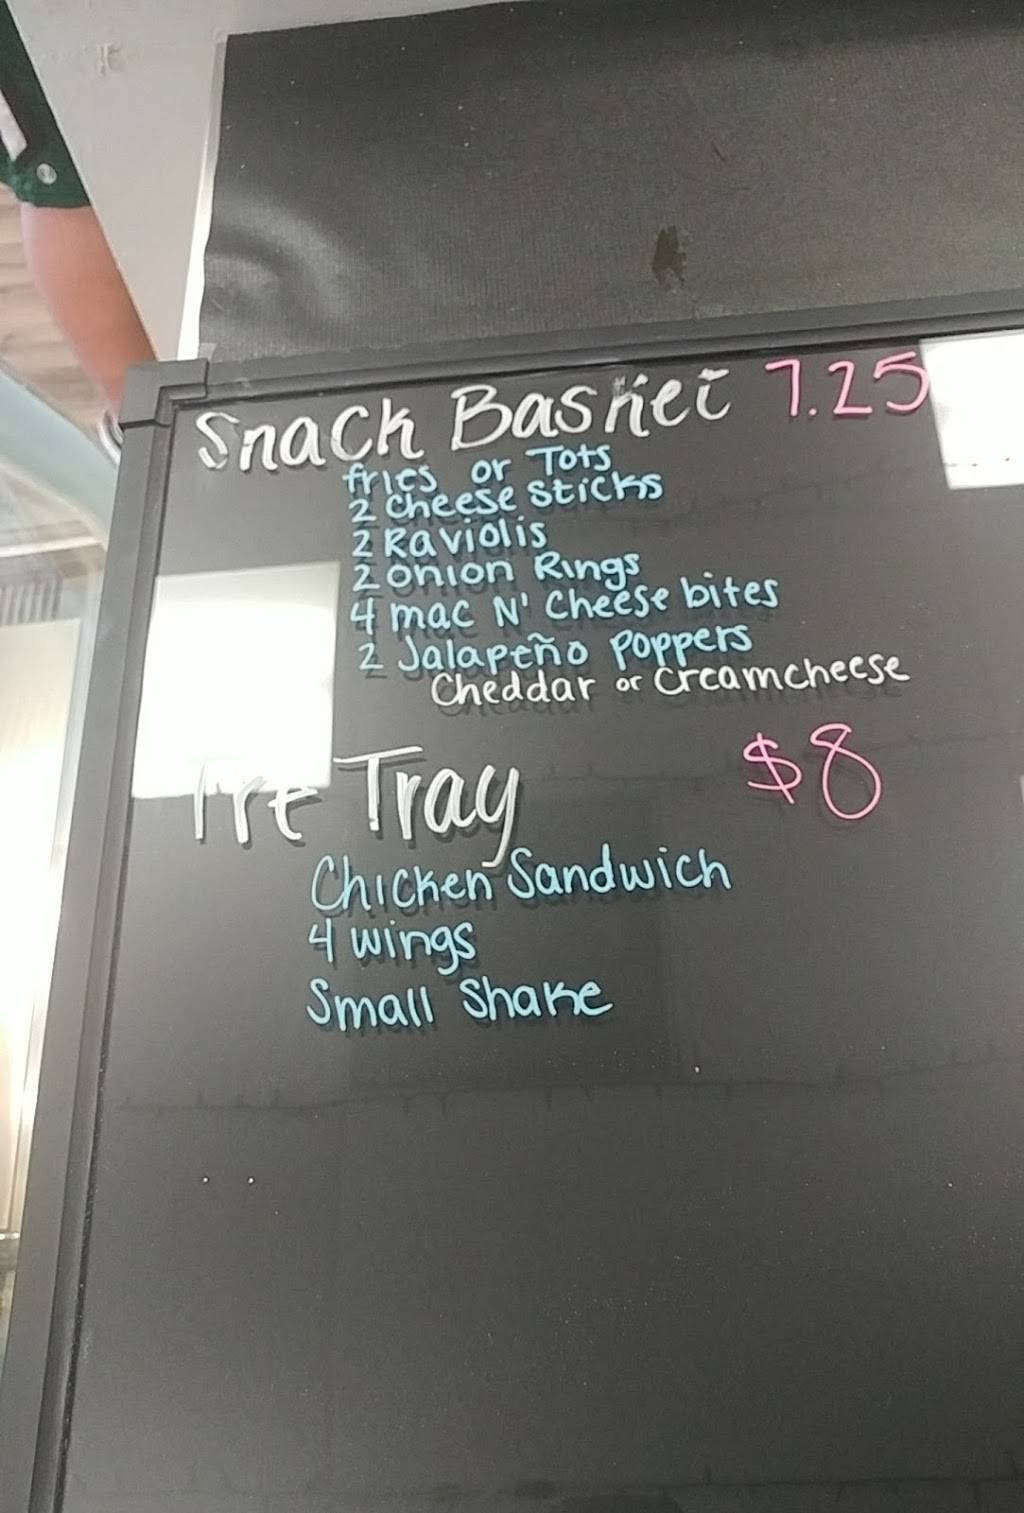 Snack Basket 7.25
fries or Tots
2 Cheese Sticks
2 Raviolis
2 Onion Rings
4 mac N' Cheese bites
2 Jalapeño Poppers
Cheddar or Creamcheese
Tray $8
Chicken Sandwich
4 wings
Small Shake